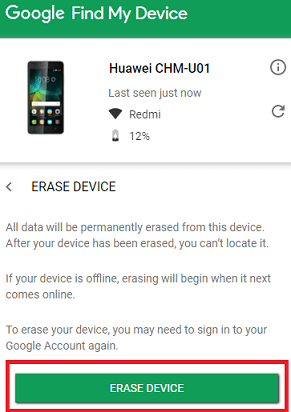 Google Find My Device
Huawei CHM-U01
Last seen just now
Redmi
12%
ERASE DEVICE
All data will be permanently erased from this device.
After your device has been erased, you can't locate it.
If your device is offline, erasing will begin when it next
comes online.
To erase your device, you may need to sign in to your
Google Account again.
ERASE DEVICE